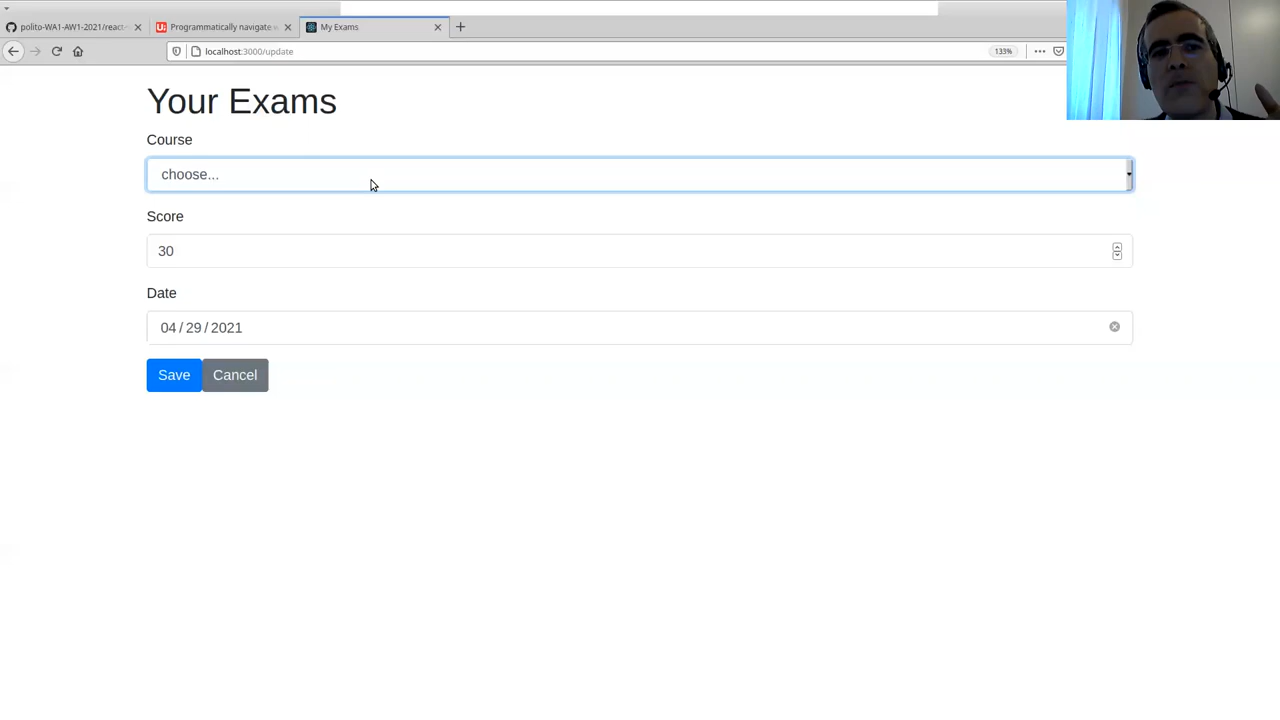 polito-WA1-AW1-2021/react-
Programmatically navigate
My Exams
localhost:3000/update
133%
Your Exams
Course
choose...
Score
30
Date
04 / 29 / 2021
Save
Cancel